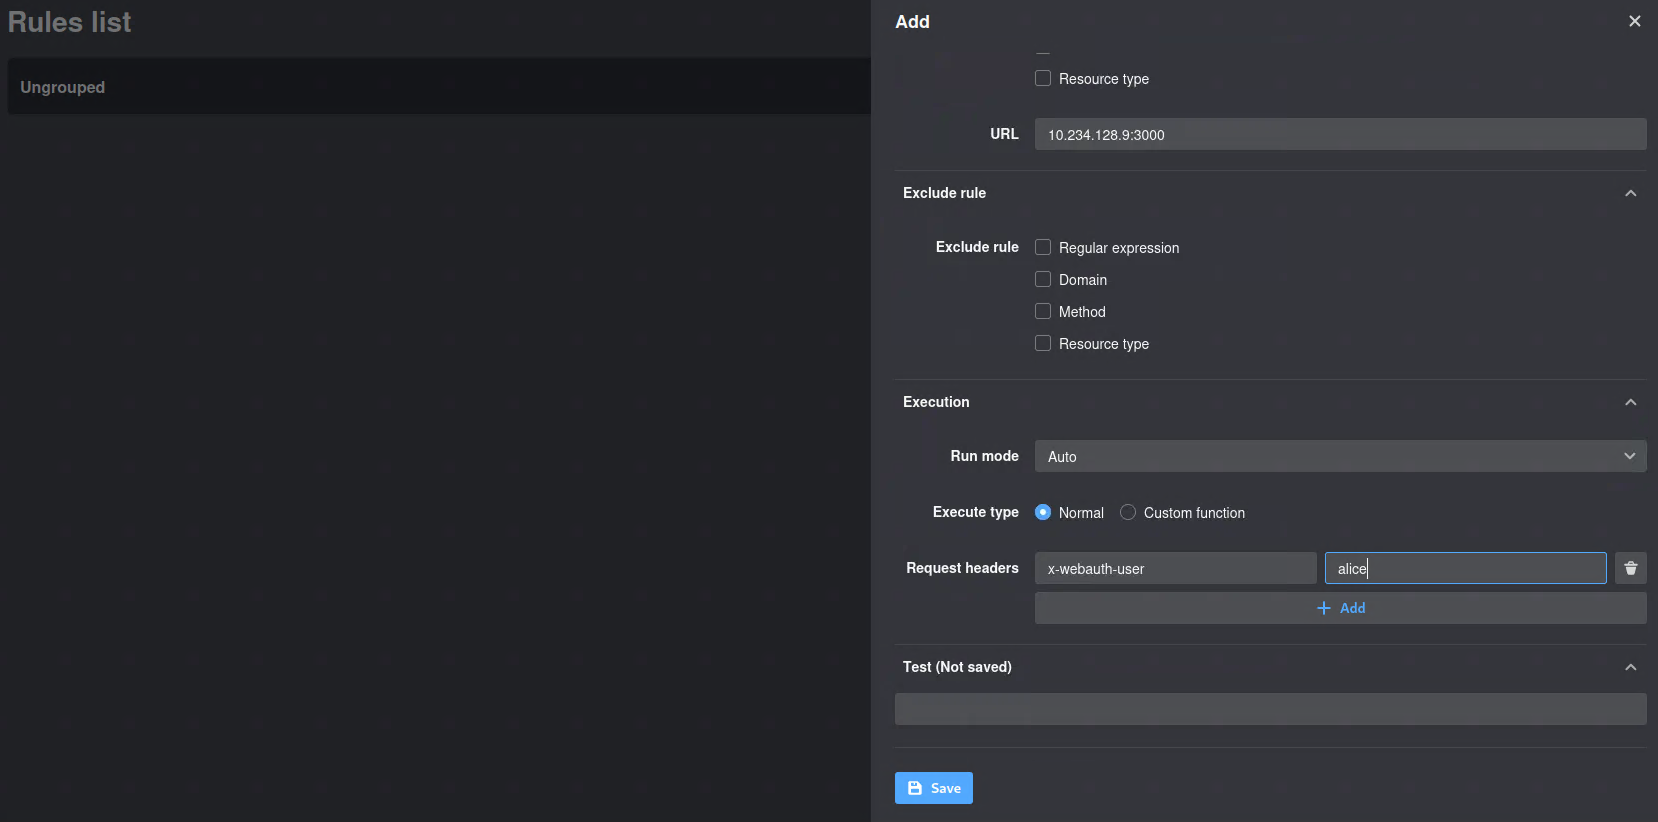 Rules list
Ungrouped
Add
Resource type
URL 10.234.128.9:3000
Exclude rule
Exclude rule Regular expression
Domain
Method
Resource type
Execution
Run mode Auto
Execute type Normal Custom function
Request headers x-webauth-user alice
Add
Test (Not saved)
Save